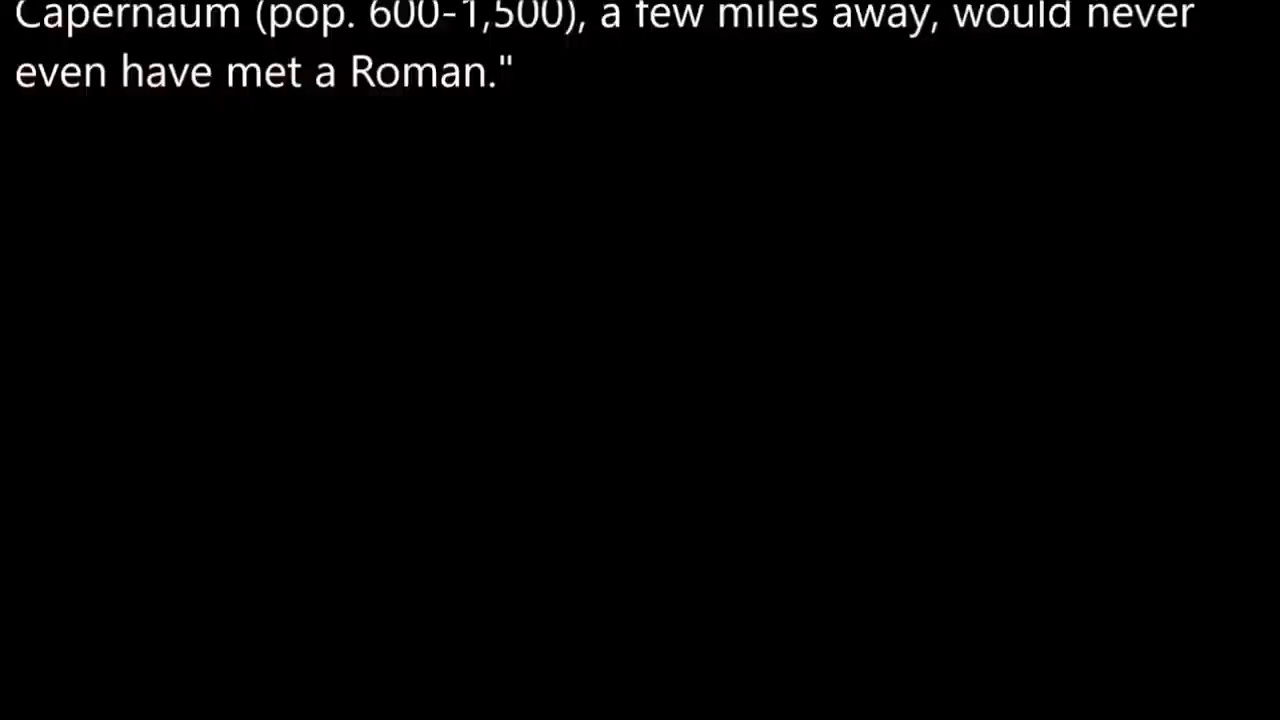 Capernaum (pop. 600-1,500), a few miles away, would never
even have met a Roman."